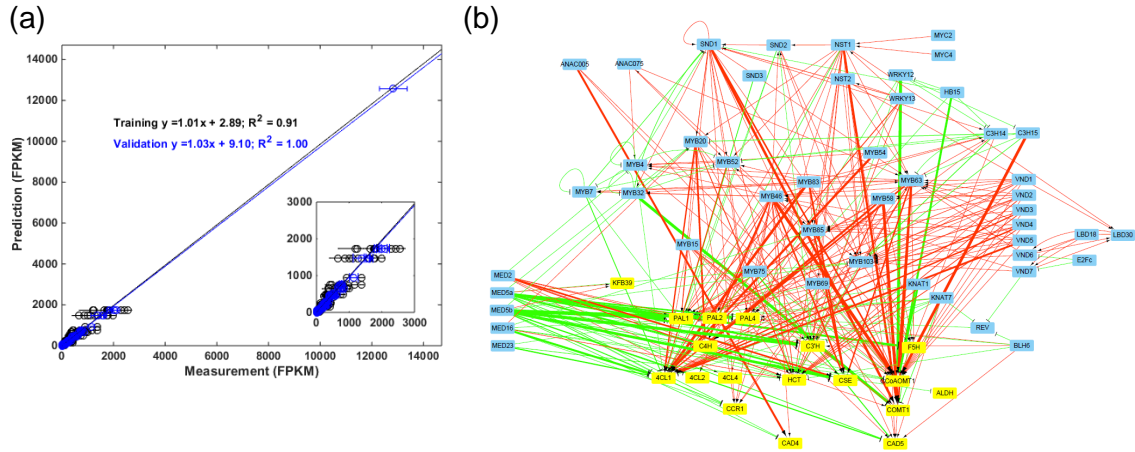 (a)
(b)
14000
12000
10000
8000
6000
4000
2000
0
Prediction (FPKM)
Training y =1.01x + 2.89; R² = 0.91
Validation y =1.03x + 9.10; R² = 1.00
3000
2000
1000
0
0 1000 2000 3000
0 2000 4000 6000 8000 10000 12000 14000
Measurement (FPKM)
SND1 SND2 NST1 MYC2
MYC4
ANAC005 ANAC075 SND3 NST2 WRKY12
HB15
WRKY13
C3H14 C3H15
MYB20
MYB4 MYB52 MYB54
MYB7 MYB32 MYB83 MYB63 VND1
MYB46 MYB58 VND2
VND3
MYB85 VND4
MYB15 VND5 LBD18 LBD30
MYB103 VND6
E2Fc
MED2 MYB75 VND7
KFB39 MYB69 KNAT1
MED5a KNAT7
MED5b PAL1 PAL2 PAL4
MED16 REV
MED23 C4H C3'H F5H BLH6
4CL1 4CL2 4CL4 HCT CSE CCoAOMT1
ALDH
CCR1 COMT1
CAD4 CAD5